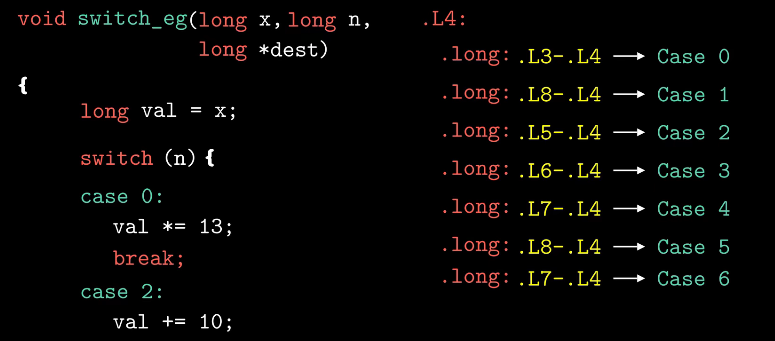 void switch_eg(long x, long n,
long *dest)
{
long val = x;
switch (n) {
case 0:
val *= 13;
break;
case 2:
val += 10;
.L4:
.long: .L3-.L4 → Case 0
.long: .L8-.L4 → Case 1
.long: .L5-.L4 → Case 2
.long: .L6-.L4 → Case 3
.long: .L7-.L4 → Case 4
.long: .L8-.L4 → Case 5
.long: .L7-.L4 → Case 6